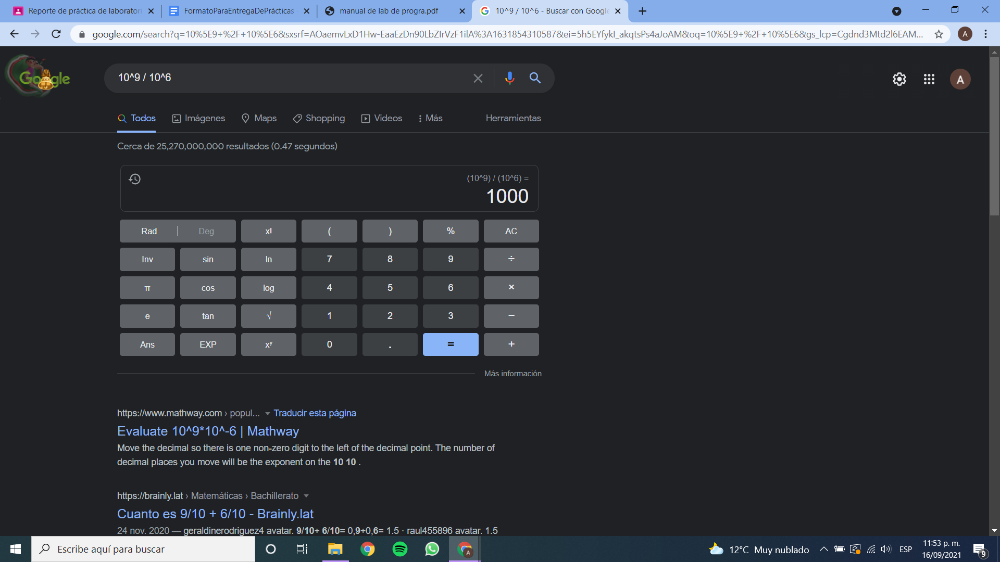 Reporte de práctica de laboratori
FormatoParaEntregaDePrácticas -
manual de lab de progra.pdf
10^9 / 10^6 - Buscar con Google
google.com/search?q=10%5E9+%2F+10%5E6&sxsrf=AOaemvLxD1Hw-EaaEzDn90LbZIrVzF1ilA%3A1631854310587&ei=5h5EYfykI_akqtsPs4aJoAM&oq=10%5E9+%2F+10%5E6&gs_lcp=Cgdnd3Mtd2l6EAM...
A
Google
10^9 / 10^6
A
Todos Imágenes Maps Shopping Videos Más Herramientas
Cerca de 25,270,000,000 resultados (0.47 segundos)
(10^9) / (10^6) =
1000
Rad | Deg x! ( ) % AC
Inv sin ln 7 8 9 ÷
π cos log 4 5 6 ×
e tan √ 1 2 3 −
Ans EXP xʸ 0 . = +
Más información
https://www.mathway.com › popul... Traducir esta página
Evaluate 10^9*10^-6 | Mathway
Move the decimal so there is one non-zero digit to the left of the decimal point. The number of
decimal places you move will be the exponent on the 10 10 .
https://brainly.lat › Matemáticas › Bachillerato
Cuanto es 9/10 + 6/10 - Brainly.lat
24 nov. 2020 — geraldinerodriguez4 avatar. 9/10+ 6/10= 0,9+0,6= 1.5 · raul455896 avatar. 1.5
Escribe aquí para buscar
A
12°C Muy nublado
ESP
11:53 p. m.
16/09/2021
9